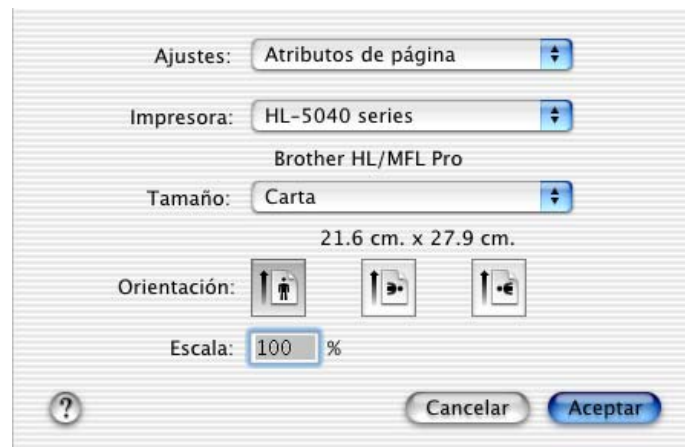 Ajustes: Atributos de página
Impresora: HL-5040 series
Brother HL/MFL Pro
Tamaño: Carta
21.6 cm. x 27.9 cm.
Orientación:
Escala: 100 %
? Cancelar Aceptar